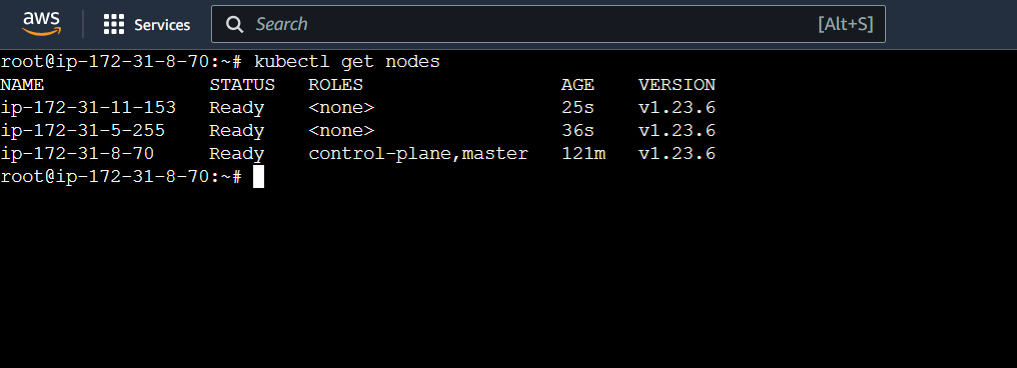 aws Services Search [Alt+S]
root@ip-172-31-8-70:~# kubectl get nodes
NAME STATUS ROLES AGE VERSION
ip-172-31-11-153 Ready <none> 25s v1.23.6
ip-172-31-5-255 Ready <none> 36s v1.23.6
ip-172-31-8-70 Ready control-plane,master 121m v1.23.6
root@ip-172-31-8-70:~#